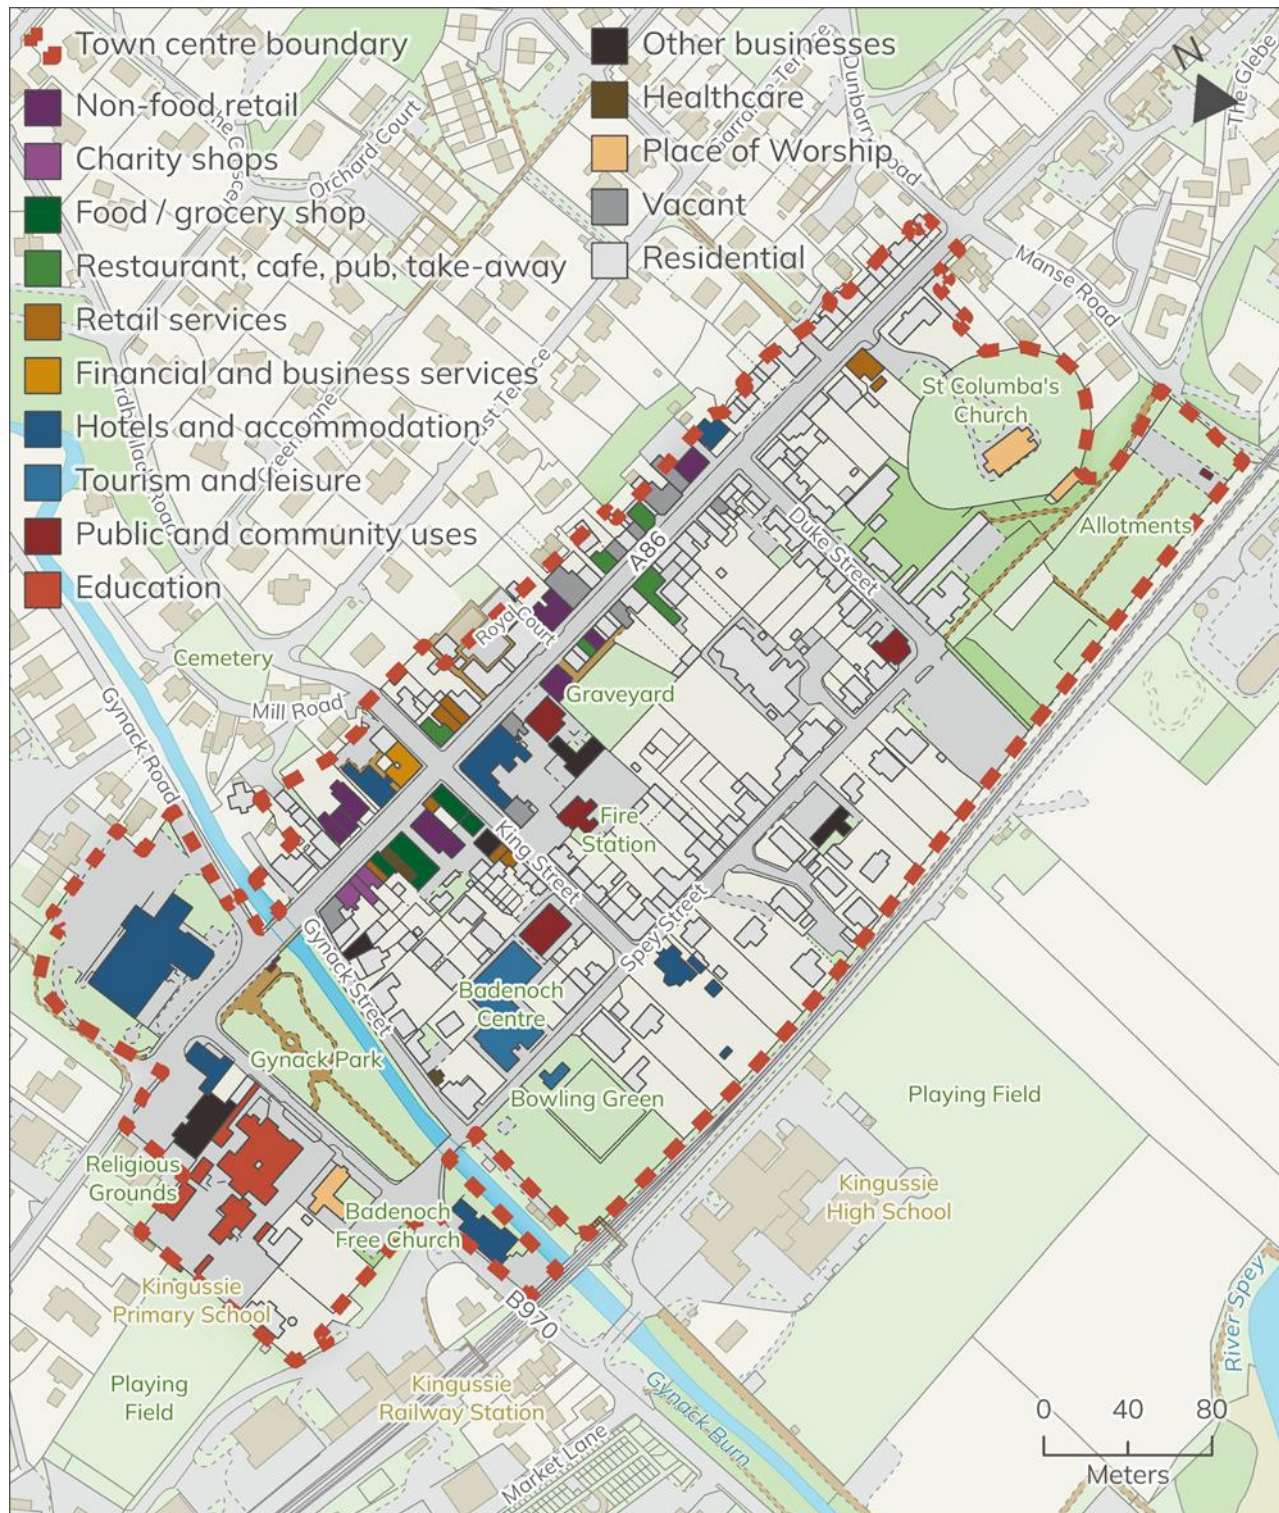 Town centre boundary
Non-food retail
Charity shops
Food / grocery shop
Restaurant, cafe, pub, take-away
Retail services
Financial and business services
Hotels and accommodation
Tourism and leisure
Public and community uses
Education
Other businesses
Healthcare
Place of Worship
Vacant
Residential
N
The Glebe
Dunbarry Road
Orchard Court
Manse Road
St Columba's
Church
Allotments
Duke Street
A86
Royal Court
Cemetery
Mill Road
Gynack Road
Graveyard
Fire
Station
King Street
Spey Street
Gynack Street
Badenoch
Centre
Gynack Park
Bowling Green
Playing Field
Religious
Grounds
Badenoch
Free Church
Kingussie
High School
Kingussie
Primary School
B970
Playing
Field
Kingussie
Railway Station
Market Lane
Gynack Burn
River Spey
0 40 80
Meters